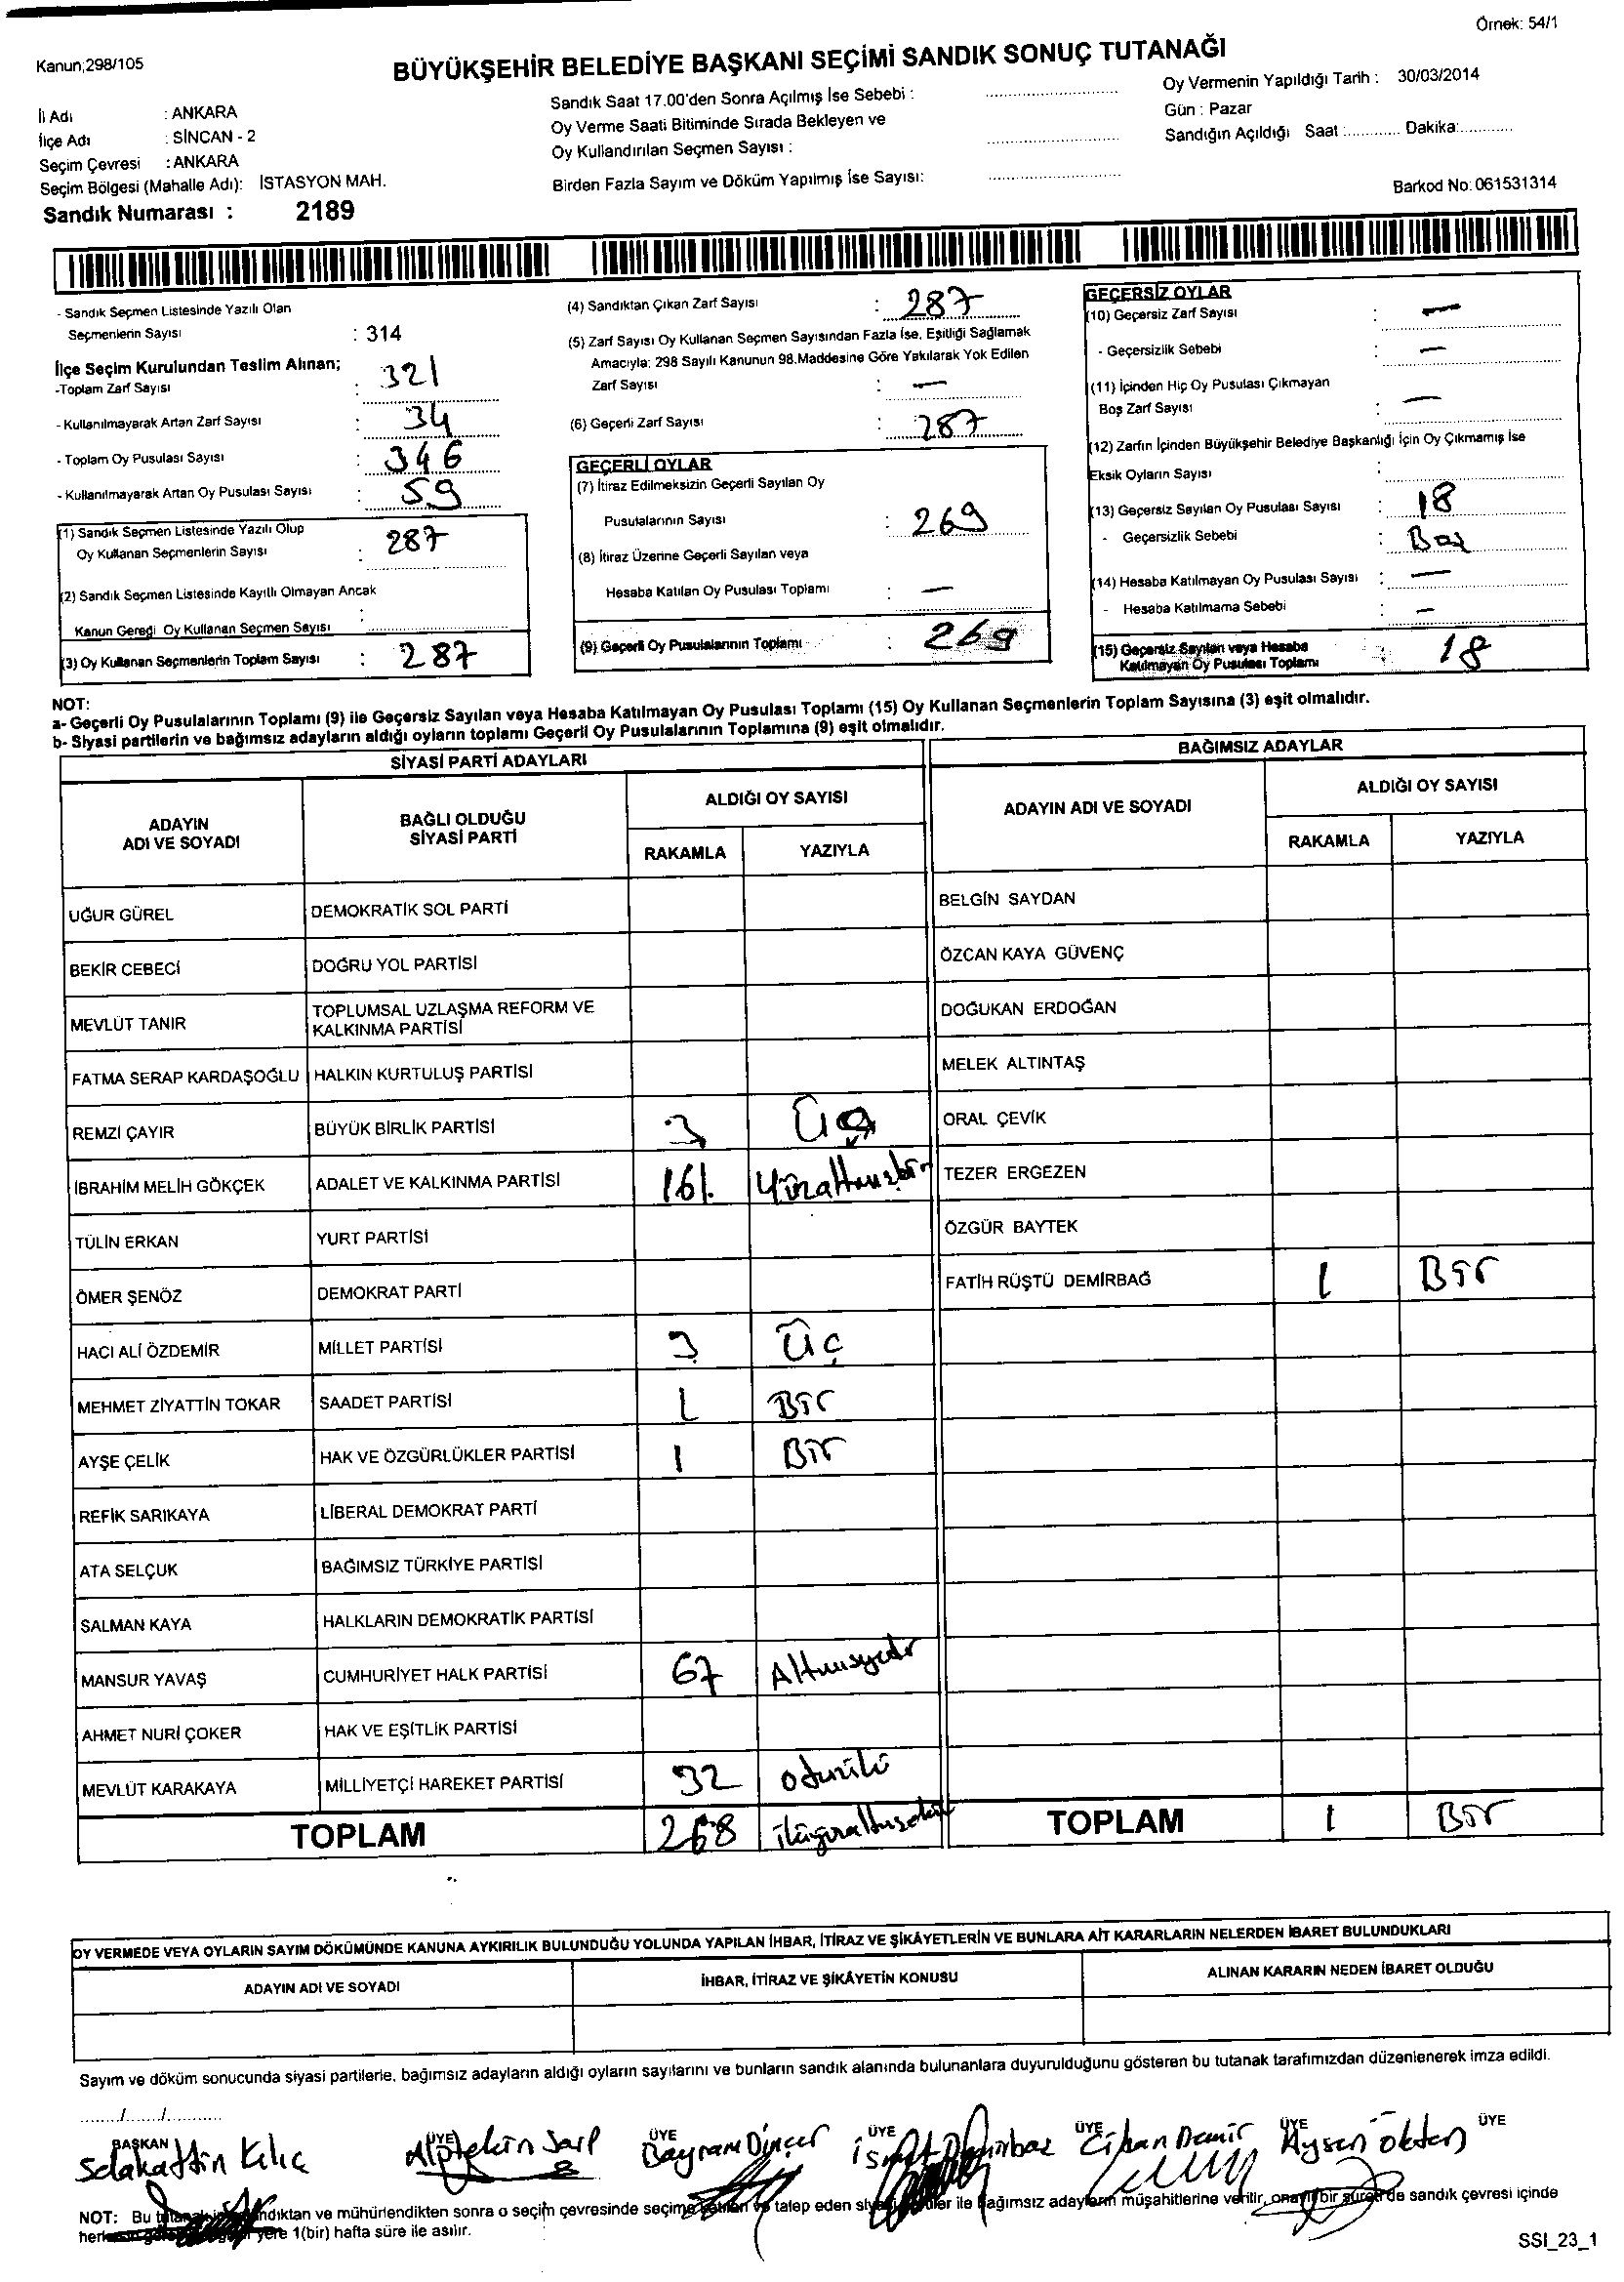 Örnek: 54/1
Kanun;298/105
BÜYÜKŞEHİR BELEDİYE BAŞKANI SEÇİMİ SANDIK SONUÇ TUTANAĞI
İl Adı : ANKARA
İlçe Adı : SİNCAN - 2
Seçim Çevresi : ANKARA
Seçim Bölgesi (Mahalle Adı): İSTASYON MAH.
Sandık Numarası : 2189
Sandık Saat 17.00'den Sonra Açılmış İse Sebebi :
Oy Verme Saati Bitiminde Sırada Bekleyen ve
Oy Kullandırılan Seçmen Sayısı :
Birden Fazla Sayım ve Döküm Yapılmış İse Sayısı:
Oy Vermenin Yapıldığı Tarih : 30/03/2014
Gün : Pazar
Sandığın Açıldığı Saat :............ Dakika:............
Barkod No: 061531314
- Sandık Seçmen Listesinde Yazılı Olan
Seçmenlerin Sayısı : 314
İlçe Seçim Kurulundan Teslim Alınan;
-Toplam Zarf Sayısı : 321
- Kullanılmayarak Artan Zarf Sayısı : 34
- Toplam Oy Pusulası Sayısı : 346
- Kullanılmayarak Artan Oy Pusulası Sayısı : 59
(1) Sandık Seçmen Listesinde Yazılı Olup
Oy Kullanan Seçmenlerin Sayısı : 287
(2) Sandık Seçmen Listesinde Kayıtlı Olmayan Ancak
Kanun Gereği Oy Kullanan Seçmen Sayısı :
(3) Oy Kullanan Seçmenlerin Toplam Sayısı : 287
(4) Sandıktan Çıkan Zarf Sayısı : 287
(5) Zarf Sayısı Oy Kullanan Seçmen Sayısından Fazla İse, Eşitliği Sağlamak
Amacıyla; 298 Sayılı Kanunun 98.Maddesine Göre Yakılarak Yok Edilen
Zarf Sayısı : —
(6) Geçerli Zarf Sayısı : 287
GEÇERLİ OYLAR
(7) İtiraz Edilmeksizin Geçerli Sayılan Oy
Pusulalarının Sayısı : 269
(8) İtiraz Üzerine Geçerli Sayılan veya
Hesaba Katılan Oy Pusulası Toplamı : —
(9) Geçerli Oy Pusulalarının Toplamı : 269
GEÇERSİZ OYLAR
(10) Geçersiz Zarf Sayısı : —
- Geçersizlik Sebebi : —
(11) İçinden Hiç Oy Pusulası Çıkmayan
Boş Zarf Sayısı : —
(12) Zarfın İçinden Büyükşehir Belediye Başkanlığı İçin Oy Çıkmamış İse
Eksik Oyların Sayısı :
(13) Geçersiz Sayılan Oy Pusulası Sayısı : 18
- Geçersizlik Sebebi :
(14) Hesaba Katılmayan Oy Pusulası Sayısı : —
- Hesaba Katılmama Sebebi : —
(15) Geçersiz Sayılan veya Hesaba
Katılmayan Oy Pusulası Toplamı : 18
NOT:
a- Geçerli Oy Pusulalarının Toplamı (9) ile Geçersiz Sayılan veya Hesaba Katılmayan Oy Pusulası Toplamı (15) Oy Kullanan Seçmenlerin Toplam Sayısına (3) eşit olmalıdır.
b- Siyasi partilerin ve bağımsız adayların aldığı oyların toplamı Geçerli Oy Pusulalarının Toplamına (9) eşit olmalıdır.
SİYASİ PARTİ ADAYLARI
ADAYIN ADI VE SOYADI
BAĞLI OLDUĞU SİYASİ PARTİ
ALDIĞI OY SAYISI
RAKAMLA YAZIYLA
UĞUR GÜREL DEMOKRATİK SOL PARTİ
BEKİR CEBECİ DOĞRU YOL PARTİSİ
MEVLÜT TANIR TOPLUMSAL UZLAŞMA REFORM VE KALKINMA PARTİSİ
FATMA SERAP KARDAŞOĞLU HALKIN KURTULUŞ PARTİSİ
REMZİ ÇAYIR BÜYÜK BİRLİK PARTİSİ 3 Üç
İBRAHİM MELİH GÖKÇEK ADALET VE KALKINMA PARTİSİ 161. Yüzaltmışbir
TÜLİN ERKAN YURT PARTİSİ
ÖMER ŞENÖZ DEMOKRAT PARTİ
HACI ALİ ÖZDEMİR MİLLET PARTİSİ 3 Üç
MEHMET ZİYATTİN TOKAR SAADET PARTİSİ 1 Bir
AYŞE ÇELİK HAK VE ÖZGÜRLÜKLER PARTİSİ 1 Bir
REFİK SARIKAYA LİBERAL DEMOKRAT PARTİ
ATA SELÇUK BAĞIMSIZ TÜRKİYE PARTİSİ
SALMAN KAYA HALKLARIN DEMOKRATİK PARTİSİ
MANSUR YAVAŞ CUMHURİYET HALK PARTİSİ 67 Altmışyedi
AHMET NURİ ÇOKER HAK VE EŞİTLİK PARTİSİ
MEVLÜT KARAKAYA MİLLİYETÇİ HAREKET PARTİSİ 32 otuziki
TOPLAM 268 ikiyüzaltmışsekiz
BAĞIMSIZ ADAYLAR
ADAYIN ADI VE SOYADI
ALDIĞI OY SAYISI
RAKAMLA YAZIYLA
BELGİN SAYDAN
ÖZCAN KAYA GÜVENÇ
DOĞUKAN ERDOĞAN
MELEK ALTINTAŞ
ORAL ÇEVİK
TEZER ERGEZEN
ÖZGÜR BAYTEK
FATİH RÜŞTÜ DEMİRBAĞ 1 Bir
TOPLAM 1 Bir
OY VERMEDE VEYA OYLARIN SAYIM DÖKÜMÜNDE KANUNA AYKIRILIK BULUNDUĞU YOLUNDA YAPILAN İHBAR, İTİRAZ VE ŞİKÂYETLERİN VE BUNLARA AİT KARARLARIN NELERDEN İBARET BULUNDUKLARI
ADAYIN ADI VE SOYADI İHBAR, İTİRAZ VE ŞİKÂYETİN KONUSU ALINAN KARARIN NEDEN İBARET OLDUĞU
Sayım ve döküm sonucunda siyasi partilerle, bağımsız adayların aldığı oyların sayılarını ve bunların sandık alanında bulunanlara duyurulduğunu gösteren bu tutanak tarafımızdan düzenlenerek imza edildi.
......../......../............
BAŞKAN ÜYE ÜYE ÜYE ÜYE ÜYE ÜYE
Selahattin Kılıç Alptekin Sarp Bayram Dinçer Demirbaz Cihan Demir Aysen Ökten
NOT: Bu ve mühürlendikten sonra o seçim çevresinde seçime talep eden ile bağımsız adayların müşahitlerine verilir, bir sureti de sandık çevresi içinde
yere 1(bir) hafta süre ile asılır.
SSI_23_1